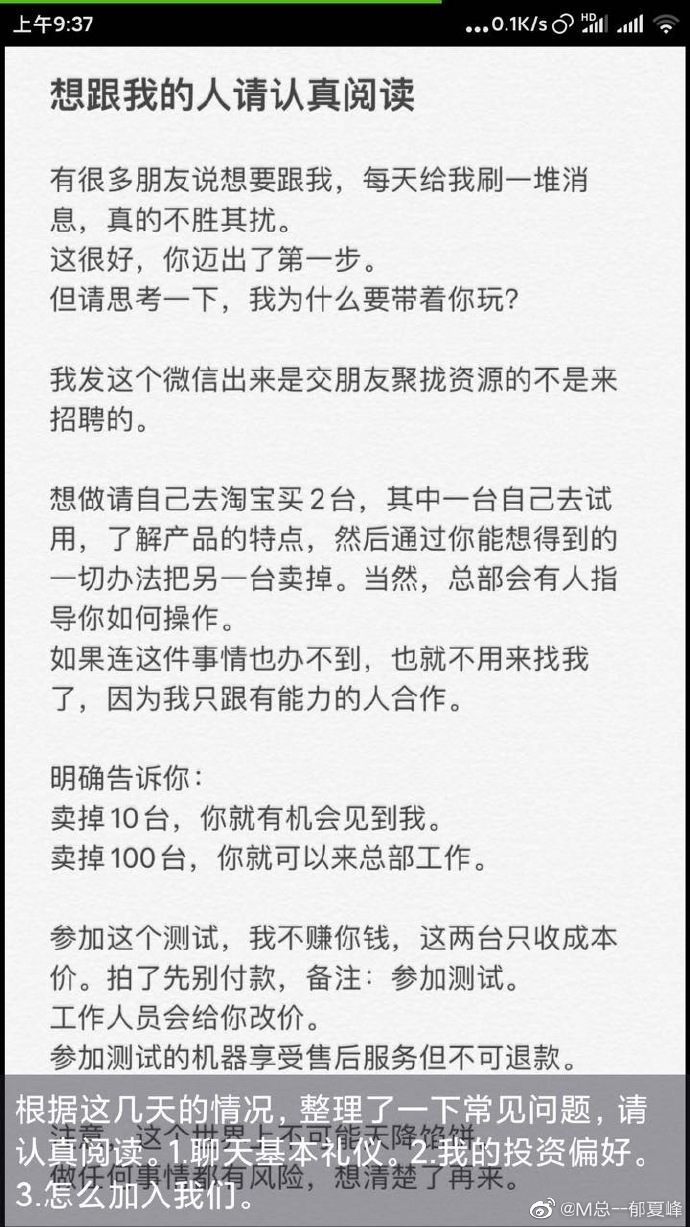 上午9:37
...0.1K/s
HD
想跟我的人请认真阅读
有很多朋友说想要跟我，每天给我刷一堆消
息，真的不胜其扰。
这很好，你迈出了第一步。
但请思考一下，我为什么要带着你玩？
我发这个微信出来是交朋友聚拢资源的不是来
招聘的。
想做请自己去淘宝买2台，其中一台自己去试
用，了解产品的特点，然后通过你能想得到的
一切办法把另一台卖掉。当然，总部会有人指
导你如何操作。
如果连这件事情也办不到，也就不用来找我
了，因为我只跟有能力的人合作。
明确告诉你：
卖掉10台，你就有机会见到我。
卖掉100台，你就可以来总部工作。
参加这个测试，我不赚你钱，这两台只收成本
价。拍了先别付款，备注：参加测试。
工作人员会给你改价。
参加测试的机器享受售后服务但不可退款。
注意，这个世界上不可能天降馅饼，
做任何事情都有风险，想清楚了再来。
根据这几天的情况，整理了一下常见问题，请
认真阅读。1.聊天基本礼仪。2.我的投资偏好。
3.怎么加入我们。
@M总--郁夏峰